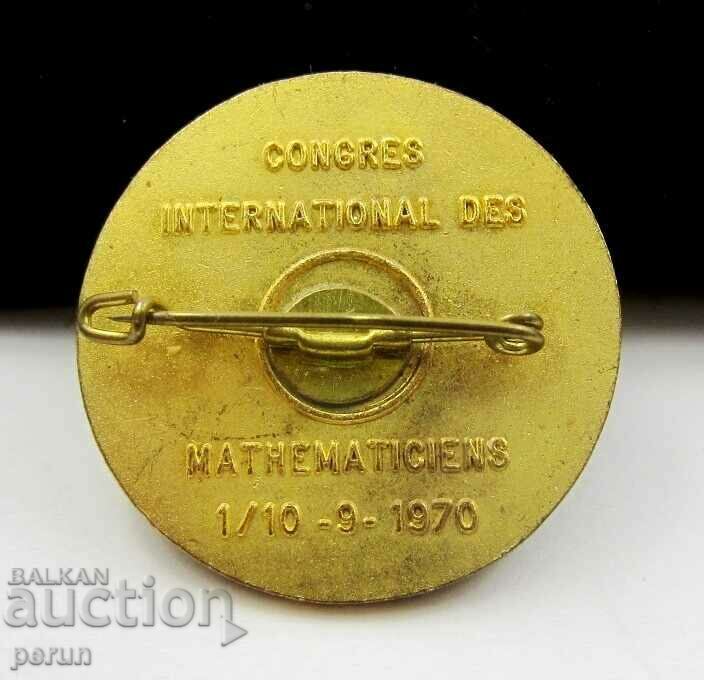 CONGRES
INTERNATIONAL DES
MATHEMATICIENS
1/10 -9- 1970
BALKAN
auction
perun